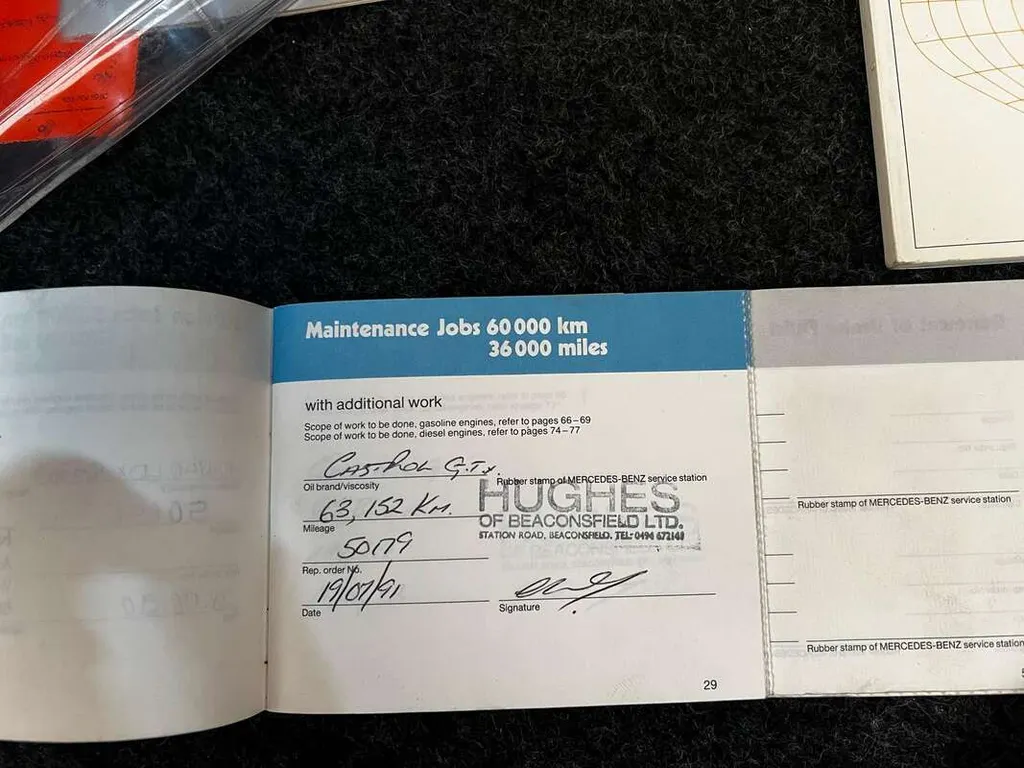 Maintenance Jobs 60 000 km
36 000 miles
with additional work
Scope of work to be done, gasoline engines, refer to pages 66–69
Scope of work to be done, diesel engines, refer to pages 74–77
CASTROL G.T.X.
Oil brand/viscosity
Rubber stamp of MERCEDES-BENZ service station
HUGHES
OF BEACONSFIELD LTD.
STATION ROAD, BEACONSFIELD. TEL: 0494 672148
63,152 KM.
Mileage
50179
Rep. order No.
19/07/91
Date
Signature
29
Rubber stamp of MERCEDES-BENZ service station
Rubber stamp of MERCEDES-BENZ service station